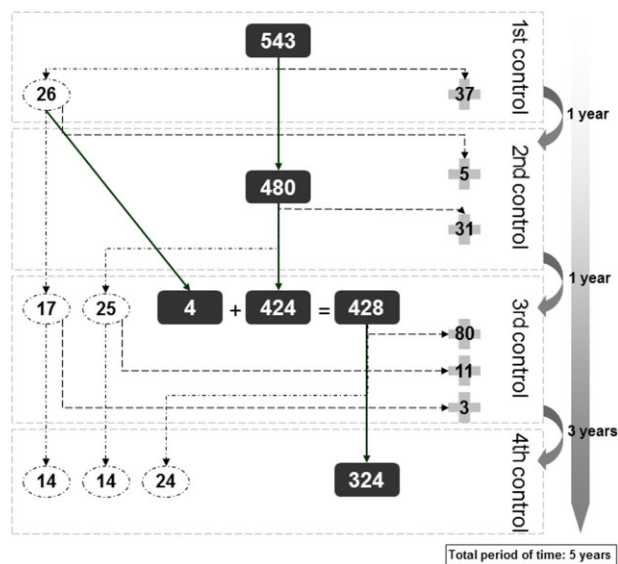 543
1st control
26
37
1 year
5
2nd control
480
31
1 year
17
25
4 + 424 = 428
3rd control
80
11
3
3 years
14
14
24
324
4th control
Total period of time: 5 years